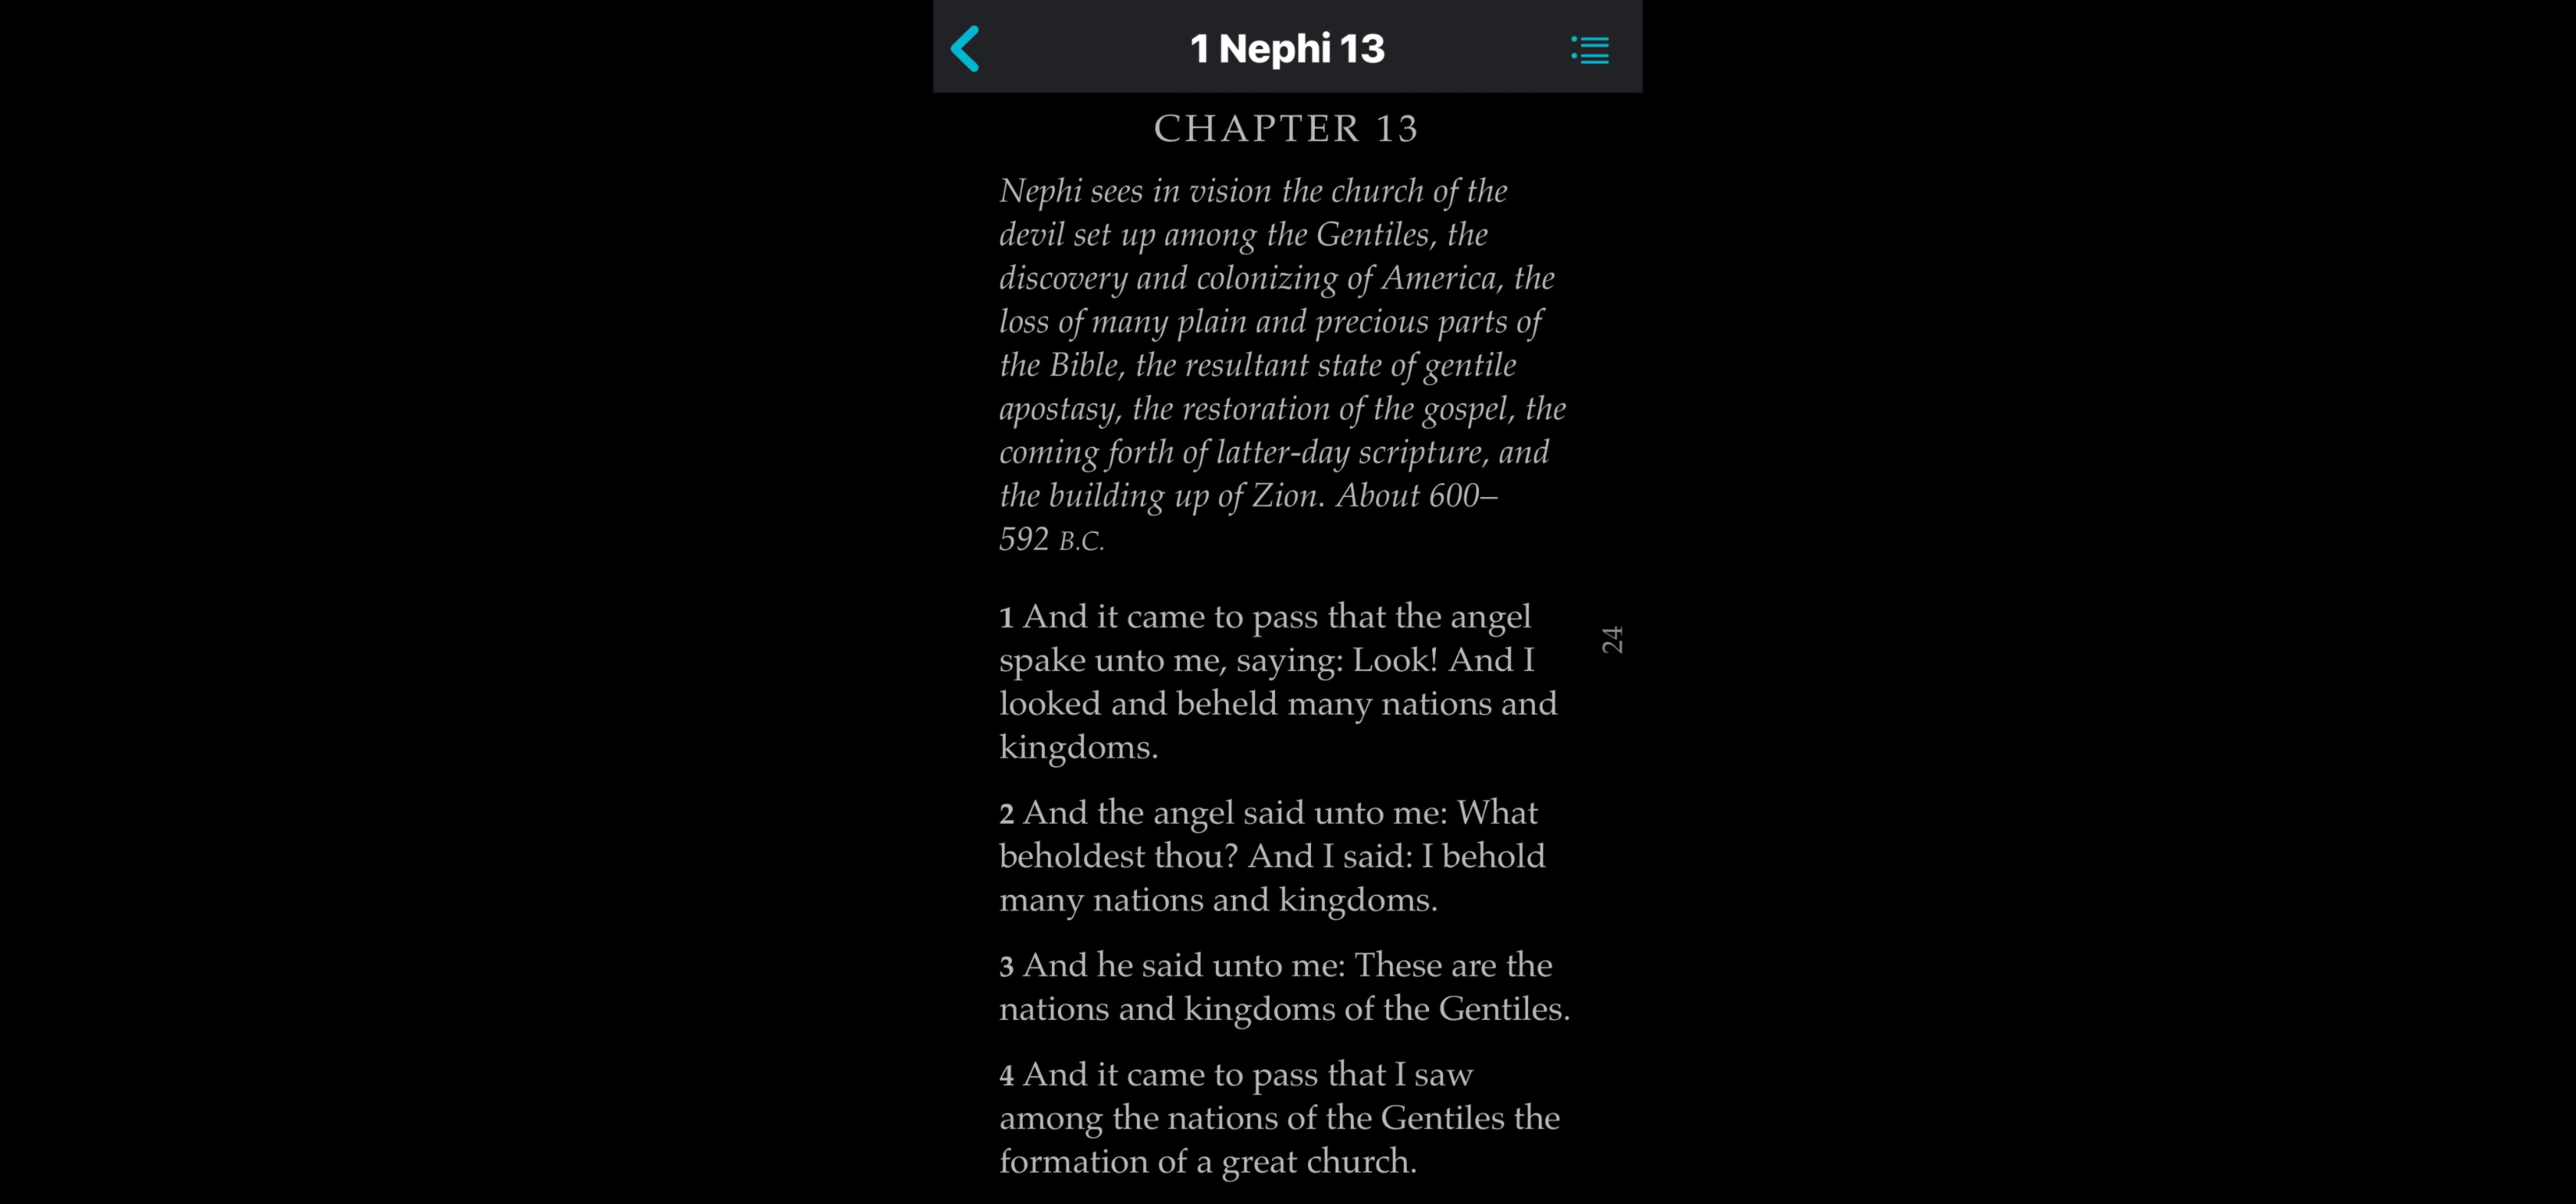 1 Nephi 13
CHAPTER 13
Nephi sees in vision the church of the
devil set up among the Gentiles, the
discovery and colonizing of America, the
loss of many plain and precious parts of
the Bible, the resultant state of gentile
apostasy, the restoration of the gospel, the
coming forth of latter-day scripture, and
the building up of Zion. About 600–
592 B.C.
1 And it came to pass that the angel
spake unto me, saying: Look! And I
looked and beheld many nations and
kingdoms.
24
2 And the angel said unto me: What
beholdest thou? And I said: I behold
many nations and kingdoms.
3 And he said unto me: These are the
nations and kingdoms of the Gentiles.
4 And it came to pass that I saw
among the nations of the Gentiles the
formation of a great church.